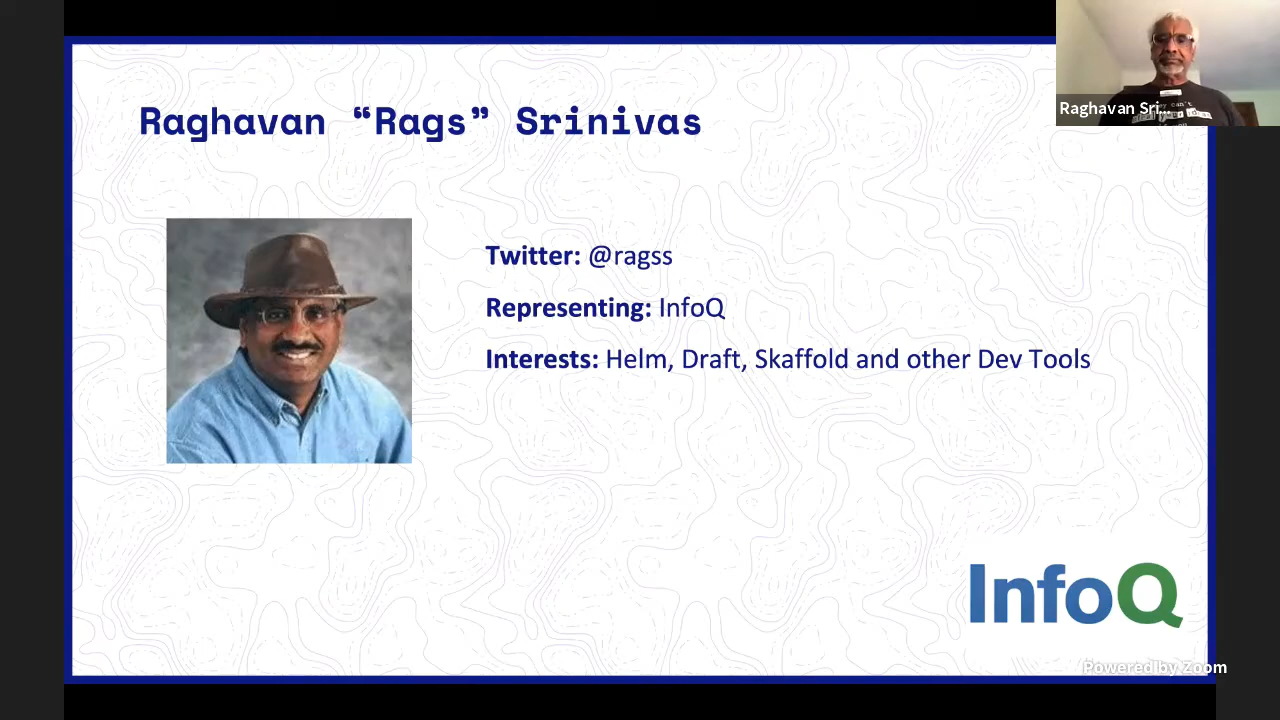 Raghavan “Rags” Srinivas
Raghavan Sri...
Twitter: @ragss
Representing: InfoQ
Interests: Helm, Draft, Skaffold and other Dev Tools
InfoQ
Powered by Zoom